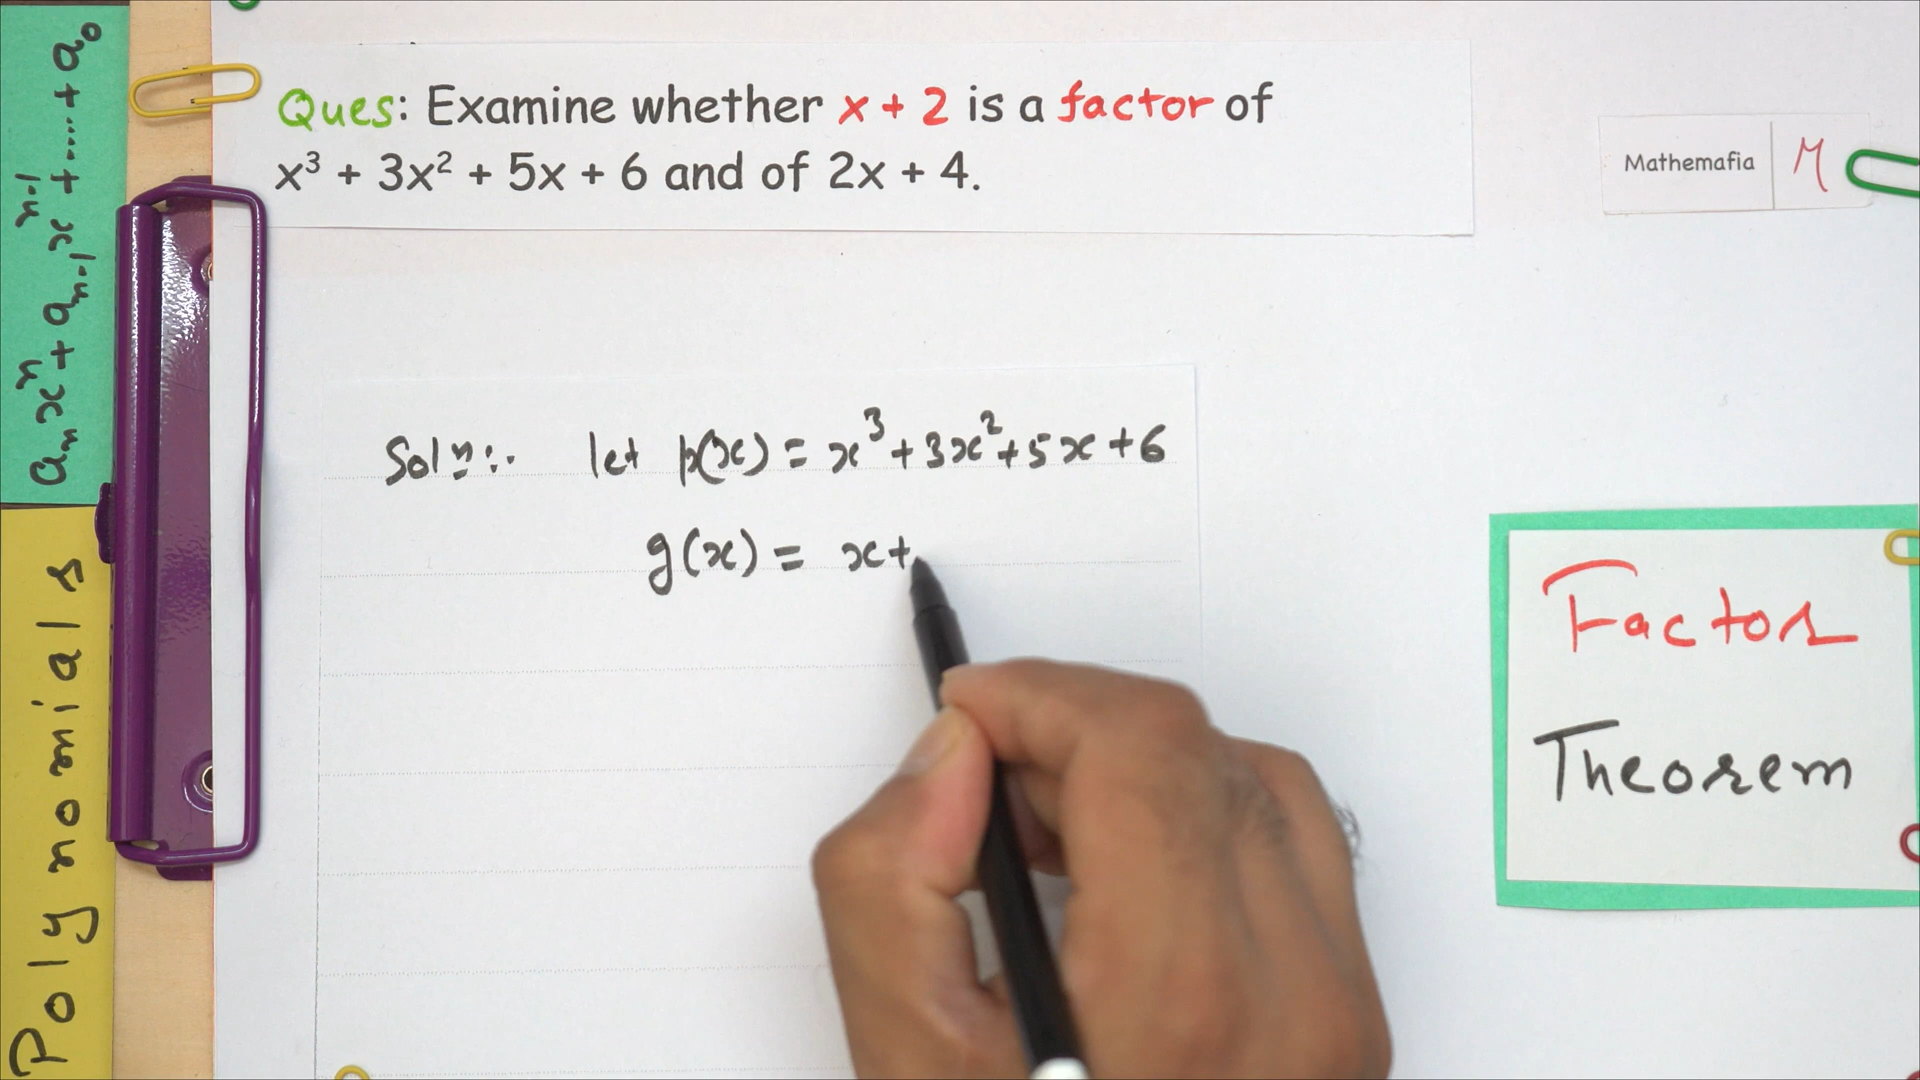 Ques: Examine whether x + 2 is a factor of
x³ + 3x² + 5x + 6 and of 2x + 4.
Mathemafia M
Solⁿ:. let p(x) = x³ + 3x² + 5x + 6
g(x) = x+
Factor
Theorem
aₙxⁿ + aₙ₋₁xⁿ⁻¹ + .... + a₀
Polynomials